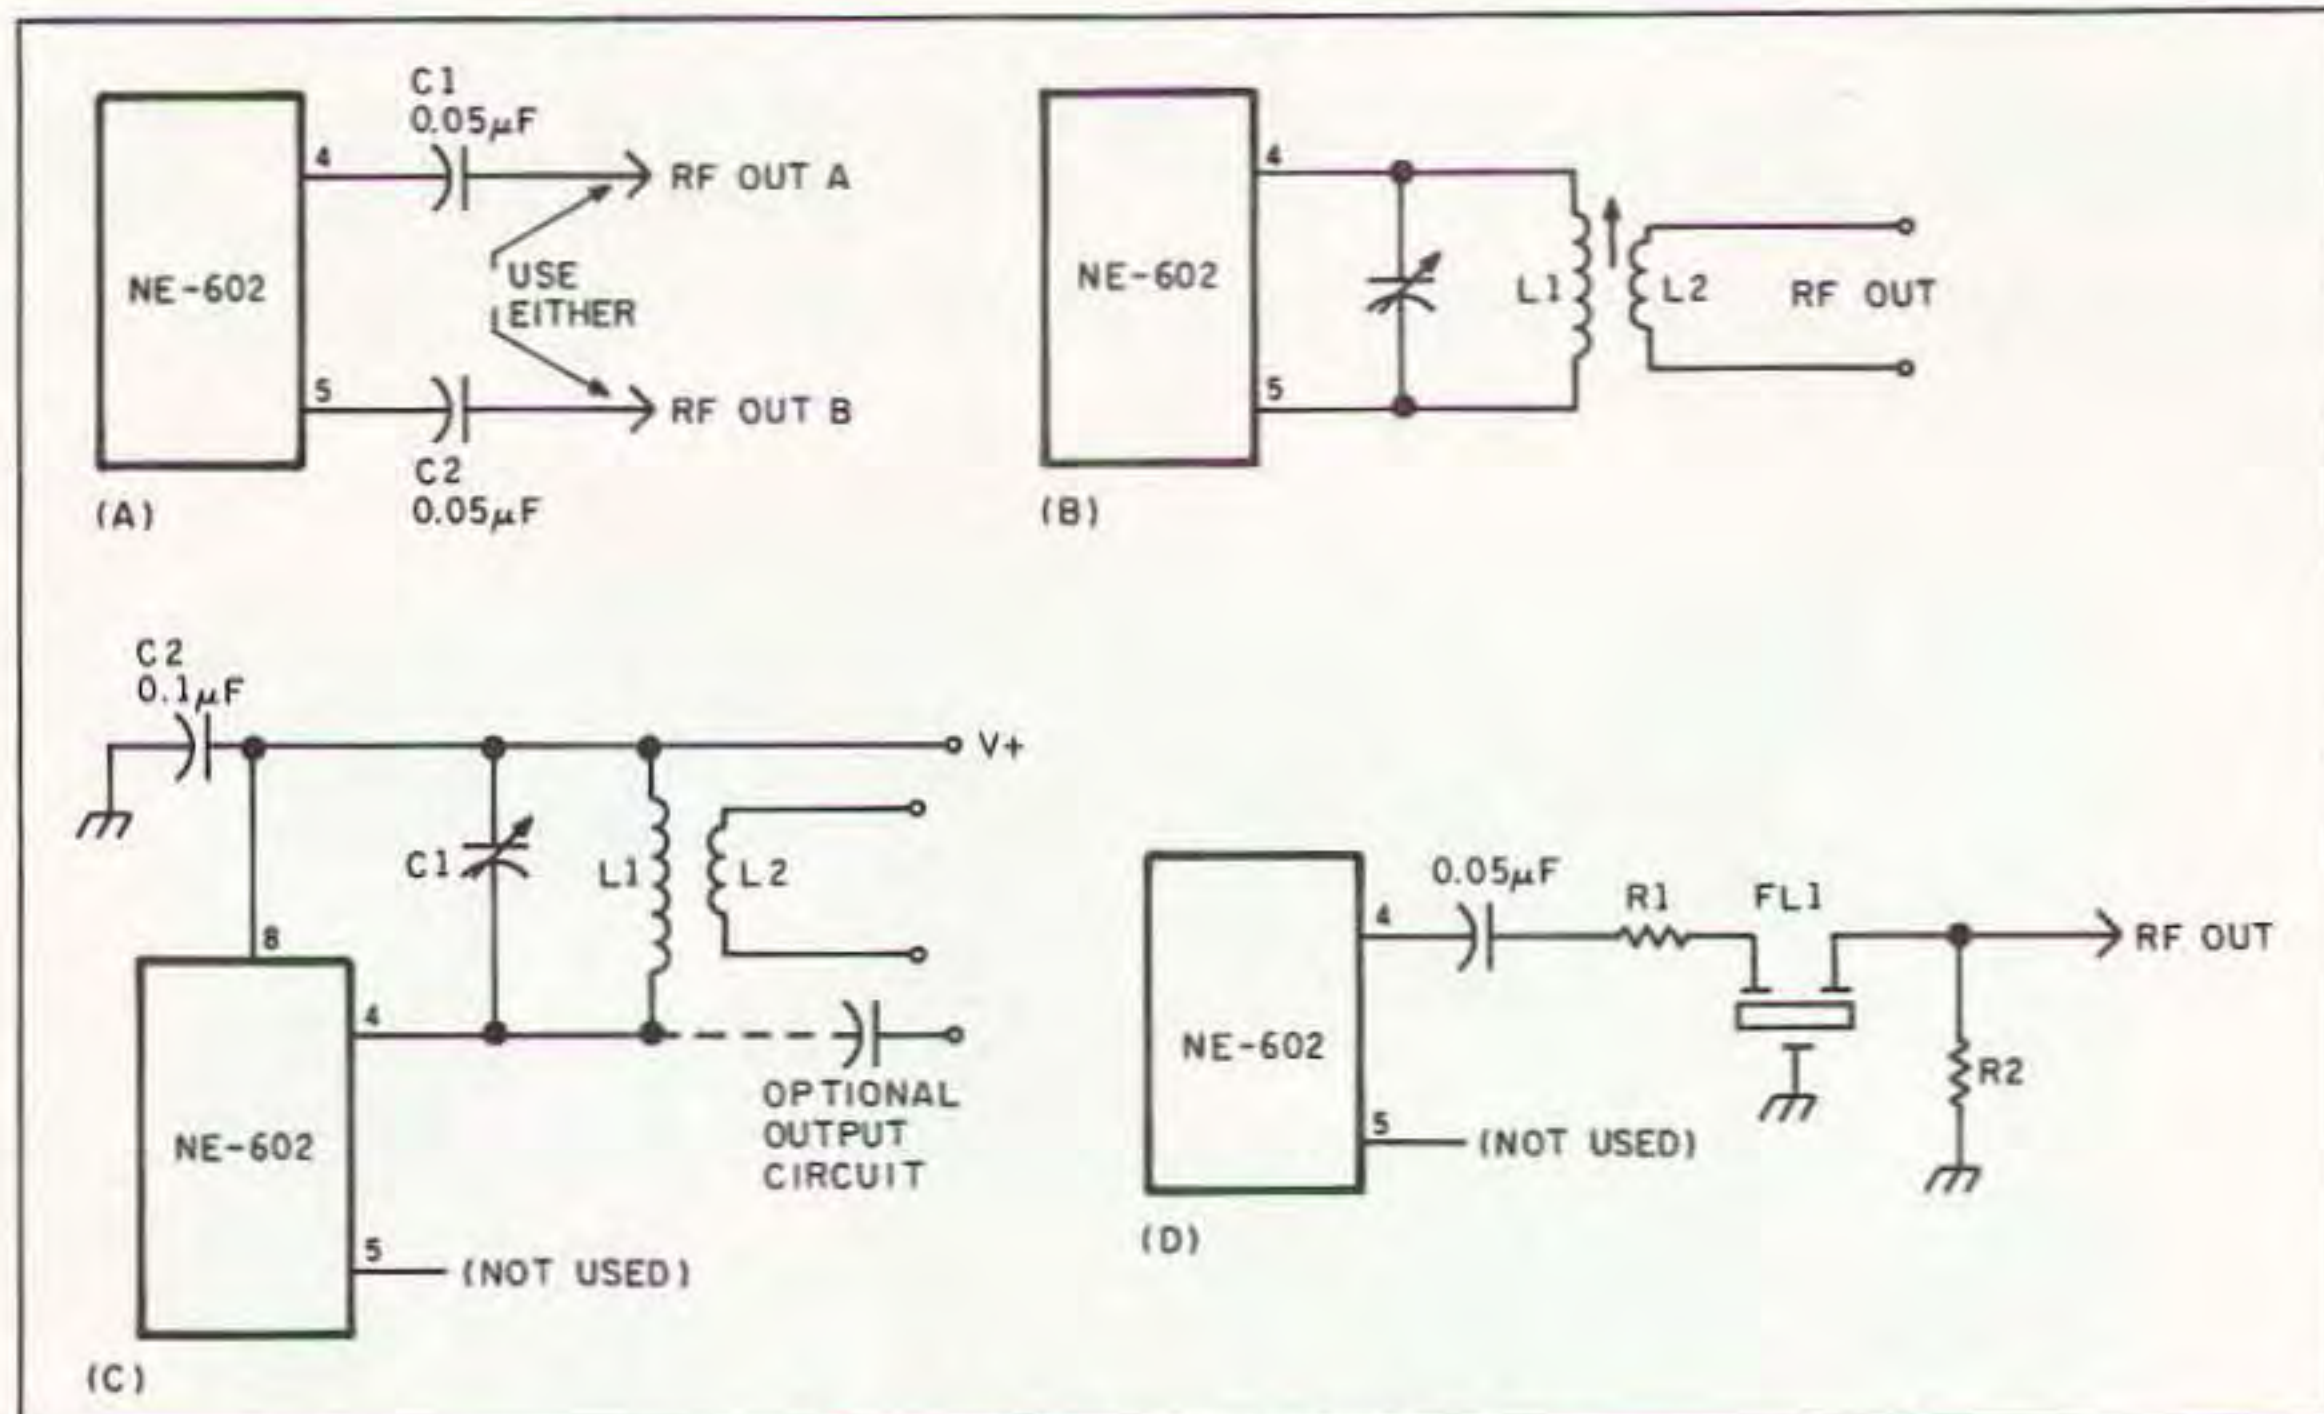 C1
0.05µF
4
RF OUT A
NE-602
USE
EITHER
5
RF OUT B
C2
0.05µF
(A)
4
NE-602
L1
L2
RF OUT
5
(B)
C2
0.1µF
V+
C1
L1
L2
8
4
OPTIONAL
OUTPUT
CIRCUIT
NE-602
5
(NOT USED)
(C)
0.05µF
R1
FL1
4
RF OUT
NE-602
R2
5
(NOT USED)
(D)